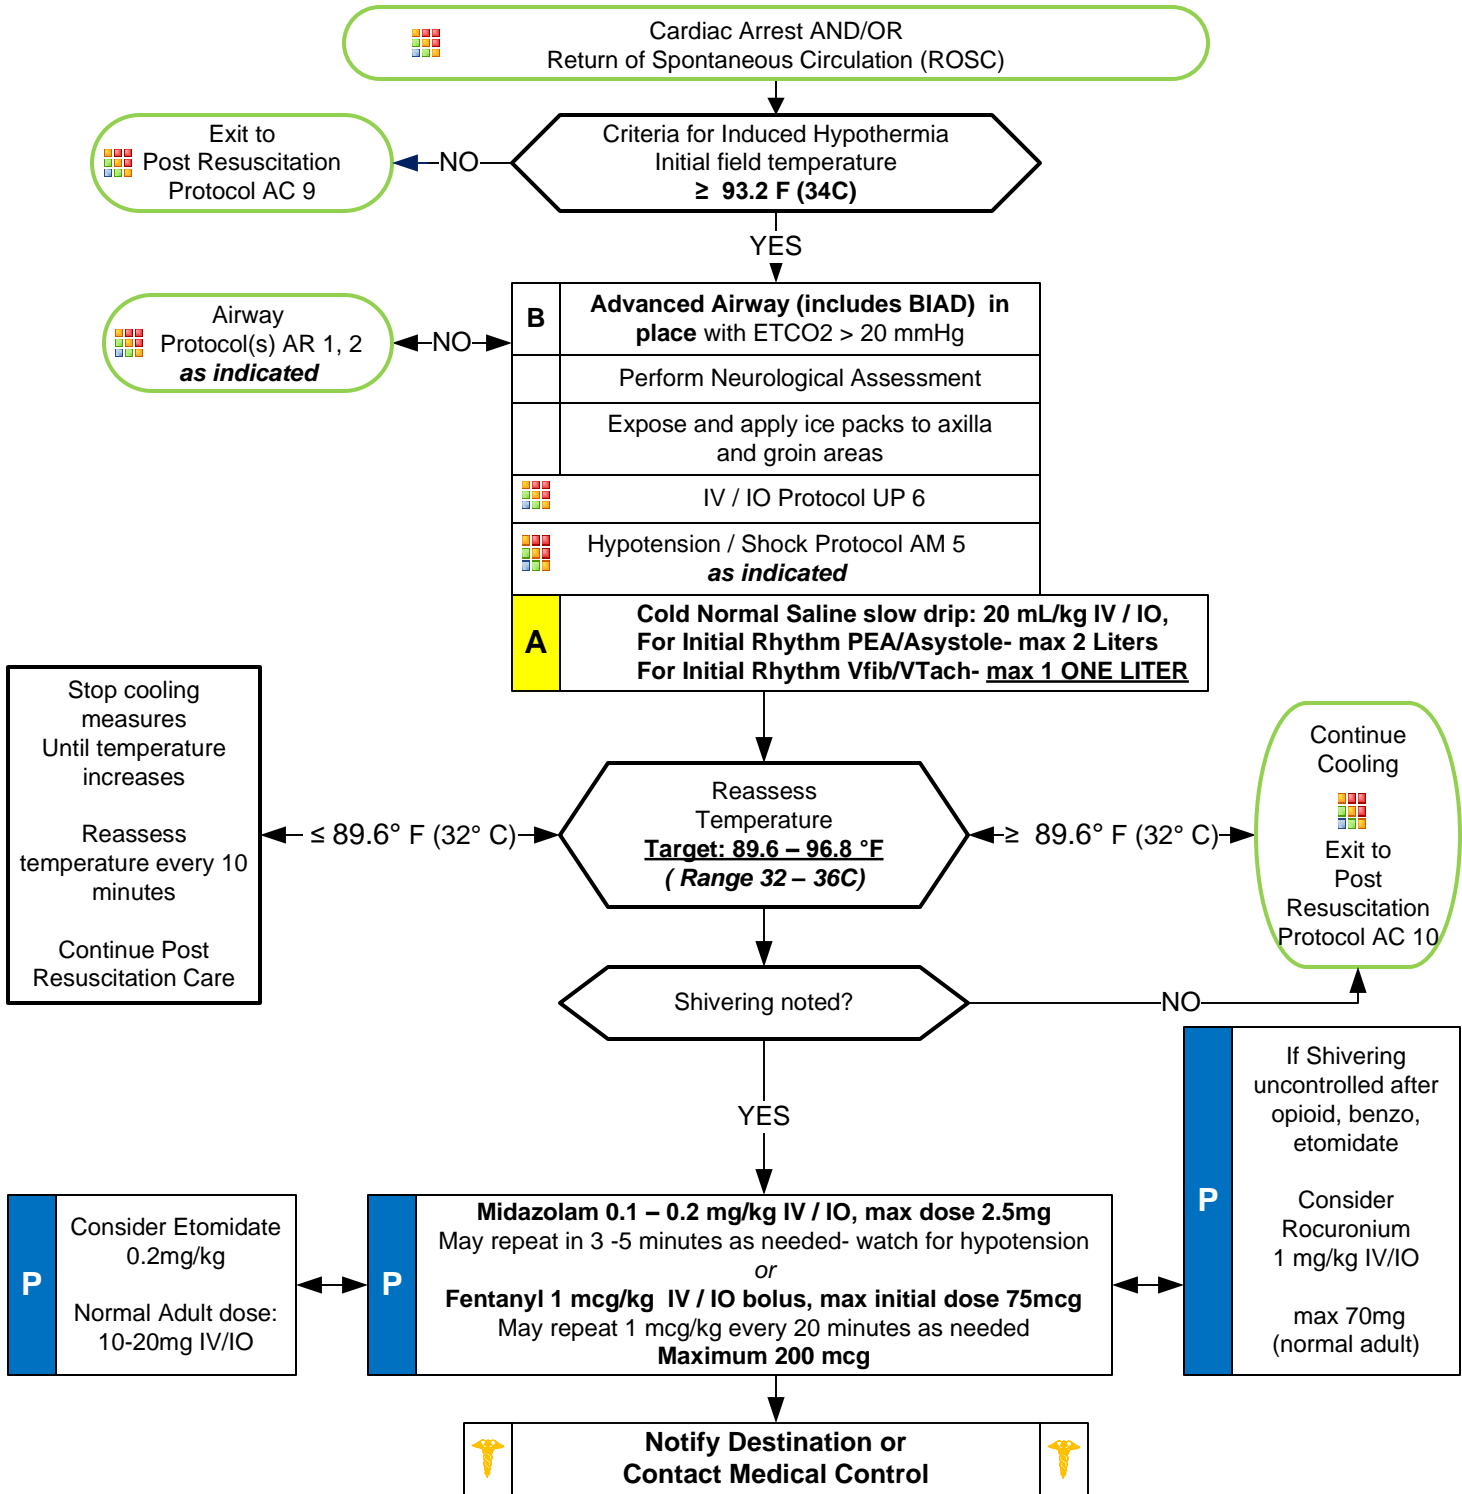 Cardiac Arrest AND/OR
Return of Spontaneous Circulation (ROSC)
Exit to
Post Resuscitation
Protocol AC 9
NO
Criteria for Induced Hypothermia
Initial field temperature
≥ 93.2 F (34C)
YES
Airway
Protocol(s) AR 1, 2
as indicated
NO
B
Advanced Airway (includes BIAD) in
place with ETCO2 > 20 mmHg
Perform Neurological Assessment
Expose and apply ice packs to axilla
and groin areas
IV / IO Protocol UP 6
Hypotension / Shock Protocol AM 5
as indicated
A
Cold Normal Saline slow drip: 20 mL/kg IV / IO,
For Initial Rhythm PEA/Asystole- max 2 Liters
For Initial Rhythm Vfib/VTach- max 1 ONE LITER
Stop cooling
measures
Until temperature
increases
Reassess
temperature every 10
minutes
Continue Post
Resuscitation Care
≤ 89.6° F (32° C)
Reassess
Temperature
Target: 89.6 – 96.8 °F
( Range 32 – 36C)
≥ 89.6° F (32° C)
Continue
Cooling
Exit to
Post
Resuscitation
Protocol AC 10
Shivering noted?
NO
YES
P
Consider Etomidate
0.2mg/kg
Normal Adult dose:
10-20mg IV/IO
P
Midazolam 0.1 – 0.2 mg/kg IV / IO, max dose 2.5mg
May repeat in 3 -5 minutes as needed- watch for hypotension
or
Fentanyl 1 mcg/kg IV / IO bolus, max initial dose 75mcg
May repeat 1 mcg/kg every 20 minutes as needed
Maximum 200 mcg
P
If Shivering
uncontrolled after
opioid, benzo,
etomidate
Consider
Rocuronium
1 mg/kg IV/IO
max 70mg
(normal adult)
Notify Destination or
Contact Medical Control